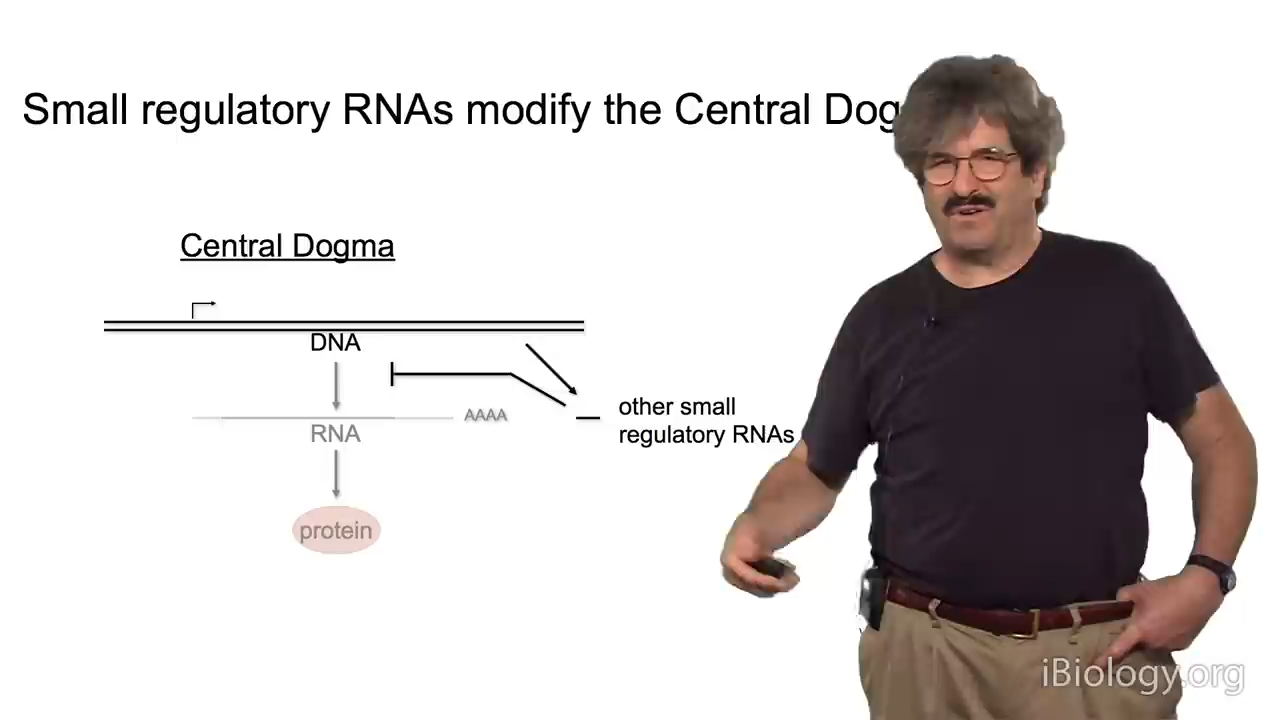 Small regulatory RNAs modify the Central Dog
Central Dogma
DNA
AAAA
other small
regulatory RNAs
RNA
protein
iBiology.org